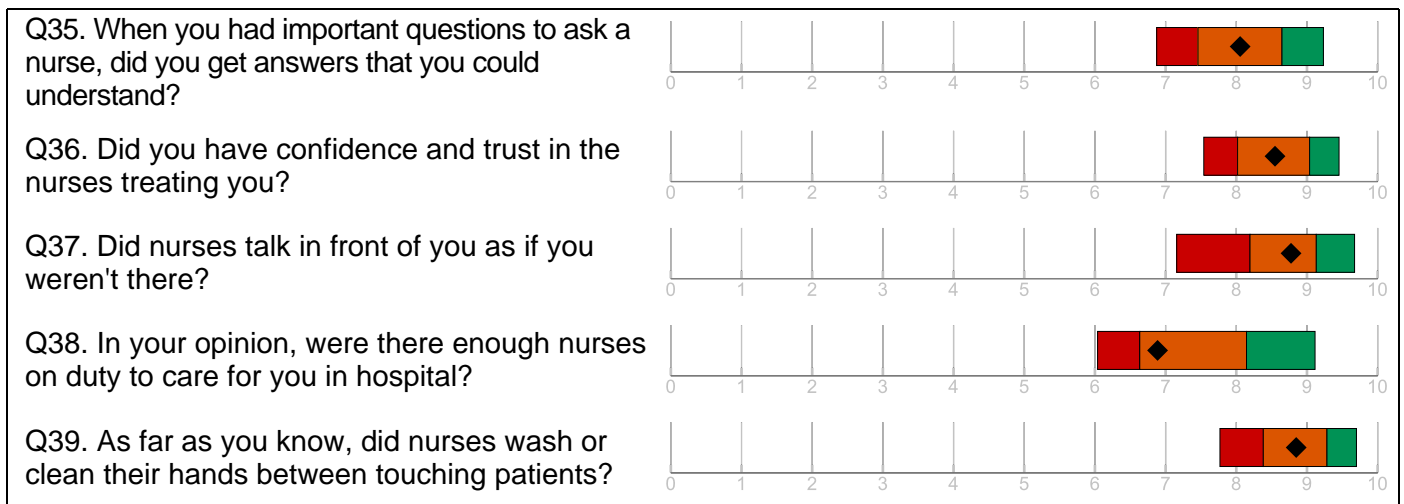 Q35. When you had important questions to ask a
nurse, did you get answers that you could
understand?
0 1 2 3 4 5 6 7 8 9 10
Q36. Did you have confidence and trust in the
nurses treating you?
0 1 2 3 4 5 6 7 8 9 10
Q37. Did nurses talk in front of you as if you
weren't there?
0 1 2 3 4 5 6 7 8 9 10
Q38. In your opinion, were there enough nurses
on duty to care for you in hospital?
0 1 2 3 4 5 6 7 8 9 10
Q39. As far as you know, did nurses wash or
clean their hands between touching patients?
0 1 2 3 4 5 6 7 8 9 10